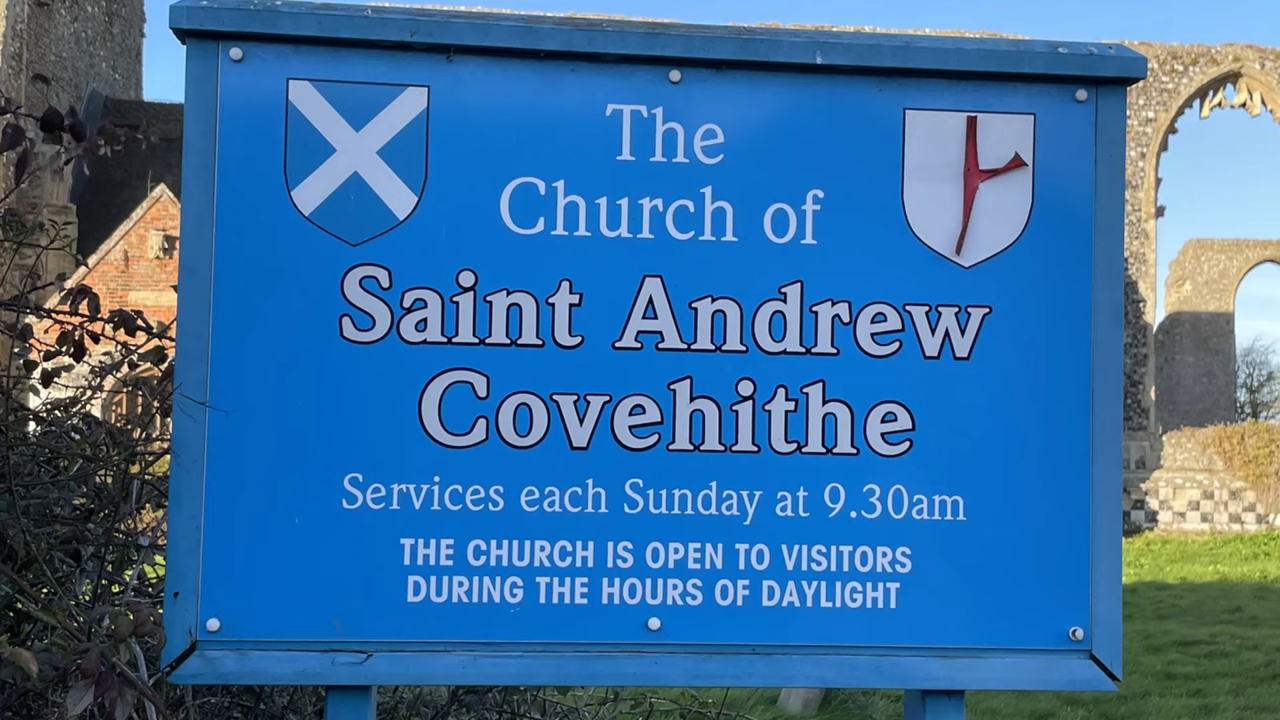 The
Church of
Saint Andrew
Covehithe
Services each Sunday at 9.30am
THE CHURCH IS OPEN TO VISITORS
DURING THE HOURS OF DAYLIGHT